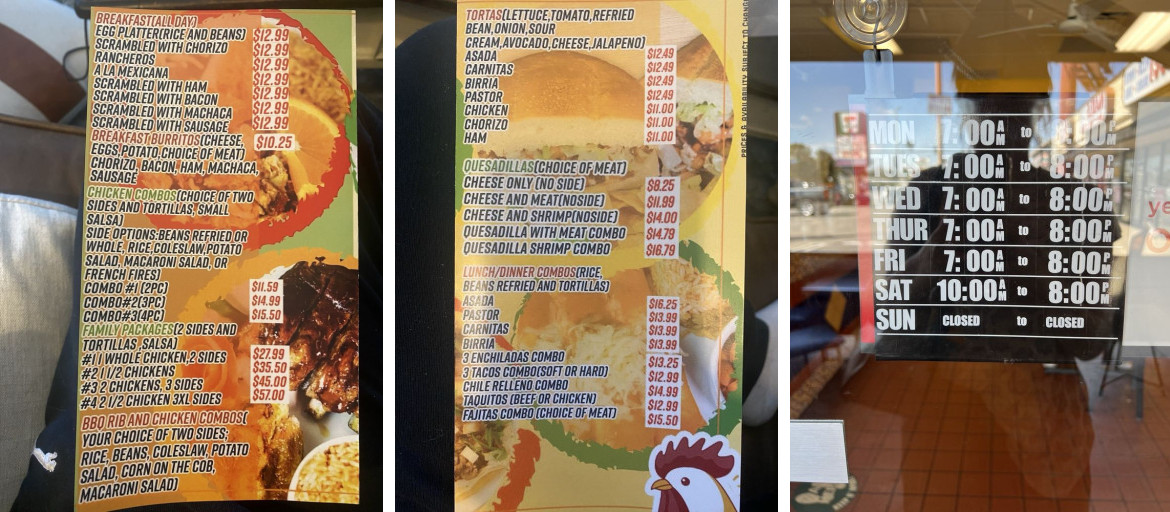 BREAKFAST(ALL DAY)
EGG PLATTER(RICE AND BEANS) $12.99
SCRAMBLED WITH CHORIZO $12.99
RANCHEROS $12.99
A LA MEXICANA $12.99
SCRAMBLED WITH HAM $12.99
SCRAMBLED WITH BACON $12.99
SCRAMBLED WITH MACHACA $12.99
SCRAMBLED WITH SAUSAGE
BREAKFAST BURRITOS(CHEESE, $10.25
EGGS,POTATO,CHOICE OF MEAT)
CHORIZO, BACON, HAM, MACHACA,
SAUSAGE
CHICKEN COMBOS(CHOICE OF TWO
SIDES AND TORTILLAS, SMALL
SALSA)
SIDE OPTIONS:BEANS REFRIED OR
WHOLE, RICE,COLESLAW,POTATO
SALAD, MACARONI SALAD, OR
FRENCH FIRES)
COMBO #1 (2PC) $11.59
COMBO#2(3PC) $14.99
COMBO#3(4PC) $15.50
FAMILY PACKAGES(2 SIDES AND
TORTILLAS ,SALSA)
#1 1 WHOLE CHICKEN,2 SIDES $27.99
#2 1 1/2 CHICKENS $35.50
#3 2 CHICKENS, 3 SIDES $45.00
#4 2 1/2 CHICKEN 3XL SIDES $57.00
BBQ RIB AND CHICKEN COMBOS(
YOUR CHOICE OF TWO SIDES;
RICE, BEANS, COLESLAW, POTATO
SALAD, CORN ON THE COB,
MACARONI SALAD)
TORTAS(LETTUCE,TOMATO,REFRIED
BEAN,ONION,SOUR
CREAM,AVOCADO,CHEESE,JALAPENO)
ASADA $12.49
CARNITAS $12.49
BIRRIA $12.49
PASTOR $12.49
CHICKEN $11.00
CHORIZO $11.00
HAM $11.00
QUESADILLAS(CHOICE OF MEAT)
CHEESE ONLY (NO SIDE) $8.25
CHEESE AND MEAT(NOSIDE) $11.99
CHEESE AND SHRIMP(NOSIDE) $14.00
QUESADILLA WITH MEAT COMBO $14.79
QUESADILLA SHRIMP COMBO $16.79
LUNCH/DINNER COMBOS(RICE,
BEANS REFRIED AND TORTILLAS)
ASADA $16.25
PASTOR $13.99
CARNITAS $13.99
BIRRIA $13.99
3 ENCHILADAS COMBO $13.25
3 TACOS COMBO(SOFT OR HARD) $12.99
CHILE RELLENO COMBO $14.99
TAQUITOS (BEEF OR CHICKEN) $12.99
FAJITAS COMBO (CHOICE OF MEAT) $15.50
PRICES & AVAILABILITY SUBJECT TO CHANGE
MON 7:00AM to :00PM
TUES 7:00AM to 8:00PM
WED 7:00AM to 8:00PM
THUR 7:00AM to 8:00PM
FRI 7:00AM to 8:00PM
SAT 10:00AM to 8:00PM
SUN CLOSED to CLOSED